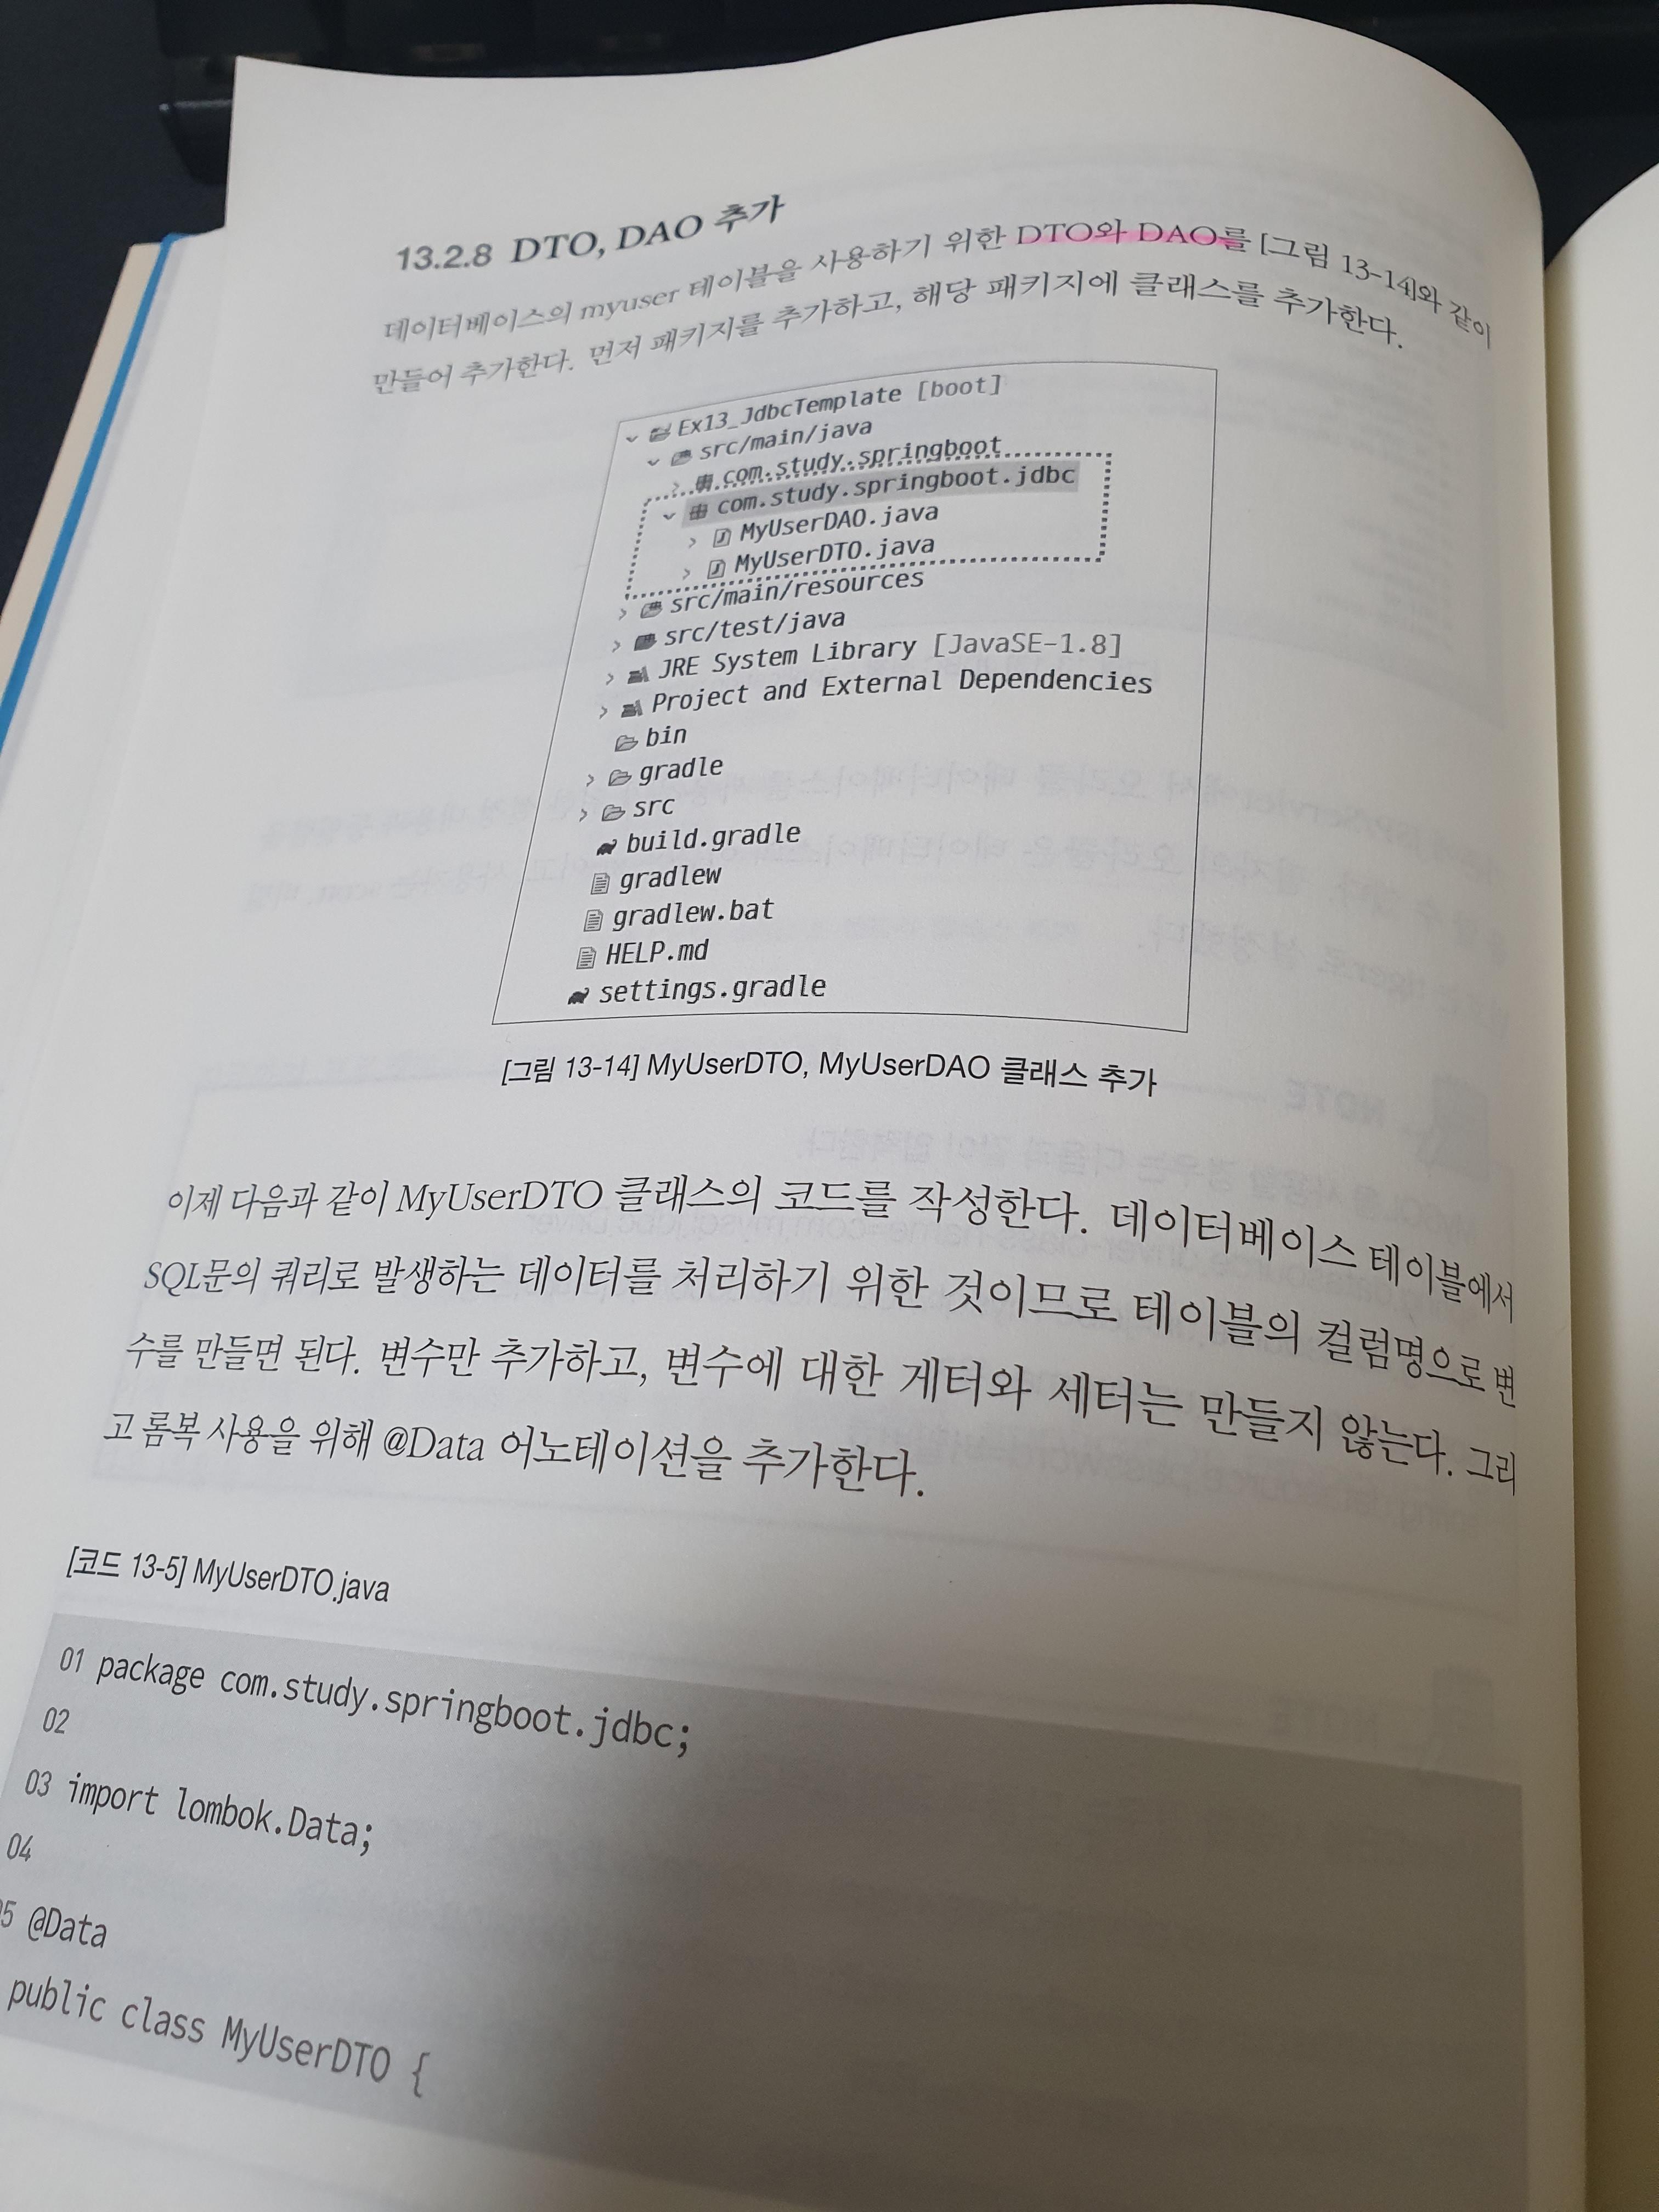 13.2.8 DTO, DAO 추가
데이터베이스의 myuser 테이블을 사용하기 위한 DTO와 DAO를 [그림 13-14]와 같이
만들어 추가한다. 먼저 패키지를 추가하고, 해당 패키지에 클래스를 추가한다.
Ex13_JdbcTemplate [boot]
src/main/java
com.study.springboot
com.study.springboot.jdbc
MyUserDAO.java
MyUserDTO.java
src/main/resources
src/test/java
JRE System Library [JavaSE-1.8]
Project and External Dependencies
bin
gradle
src
build.gradle
gradlew
gradlew.bat
HELP.md
settings.gradle
[그림 13-14] MyUserDTO, MyUserDAO 클래스 추가
이제 다음과 같이 MyUserDTO 클래스의 코드를 작성한다. 데이터베이스 테이블에서
SQL문의 쿼리로 발생하는 데이터를 처리하기 위한 것이므로 테이블의 컬럼명으로 변
수를 만들면 된다. 변수만 추가하고, 변수에 대한 게터와 세터는 만들지 않는다. 그리
고 롬복 사용을 위해 @Data 어노테이션을 추가한다.
[코드 13-5] MyUserDTO.java
01 package com.study.springboot.jdbc;
02
03 import lombok.Data;
04
05 @Data
public class MyUserDTO {